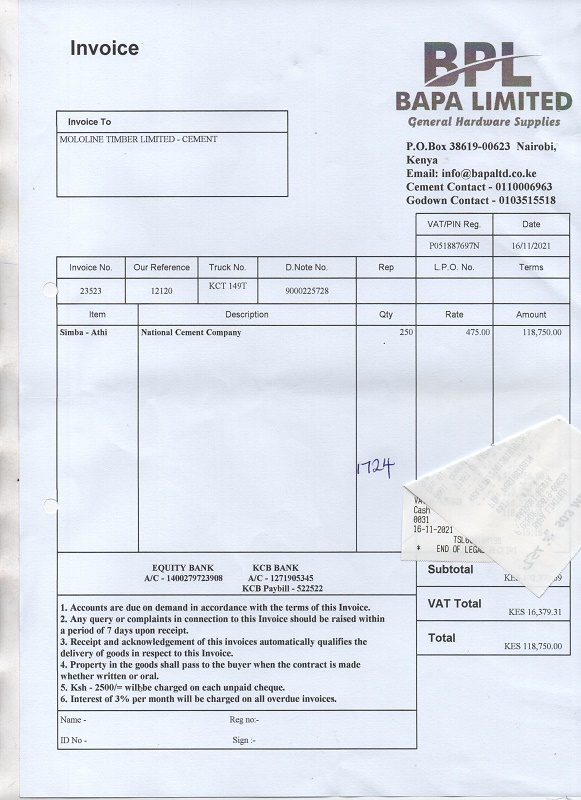 Invoice
BPL
BAPA LIMITED
General Hardware Supplies
Invoice To
MOLOLINE TIMBER LIMITED - CEMENT
P.O.Box 38619-00623 Nairobi,
Kenya
Email: info@bapaltd.co.ke
Cement Contact - 0110006963
Godown Contact - 0103515518
VAT/PIN Reg. Date
P051887697N 16/11/2021
Invoice No. Our Reference Truck No. D.Note No. Rep L.P.O. No. Terms
23523 12120 KCT 149T 9000225728
Item Description Qty Rate Amount
Simba - Athi National Cement Company 250 475.00 118,750.00
1724
Cash
0031
16-11-2021
* END OF LEGAL
EQUITY BANK KCB BANK
A/C - 1400279723908 A/C - 1271905345
KCB Paybill - 522522
Subtotal
VAT Total KES 16,379.31
Total KES 118,750.00
1. Accounts are due on demand in accordance with the terms of this Invoice.
2. Any query or complaints in connection to this Invoice should be raised within
a period of 7 days upon receipt.
3. Receipt and acknowledgement of this invoices automatically qualifies the
delivery of goods in respect to this Invoice.
4. Property in the goods shall pass to the buyer when the contract is made
whether written or oral.
5. Ksh - 2500/= will be charged on each unpaid cheque.
6. Interest of 3% per month will be charged on all overdue invoices.
Name - Reg no:-
ID No - Sign :-